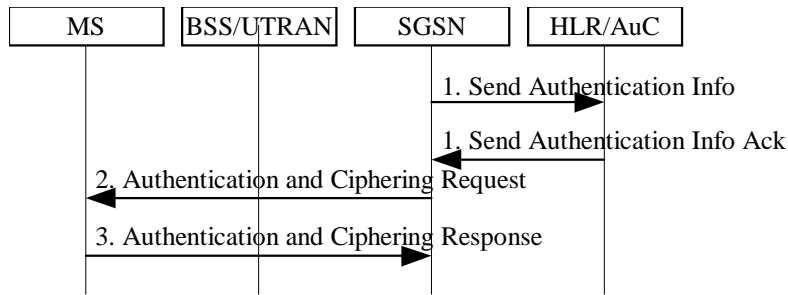 MS BSS/UTRAN SGSN HLR/AuC
1. Send Authentication Info
1. Send Authentication Info Ack
2. Authentication and Ciphering Request
3. Authentication and Ciphering Response